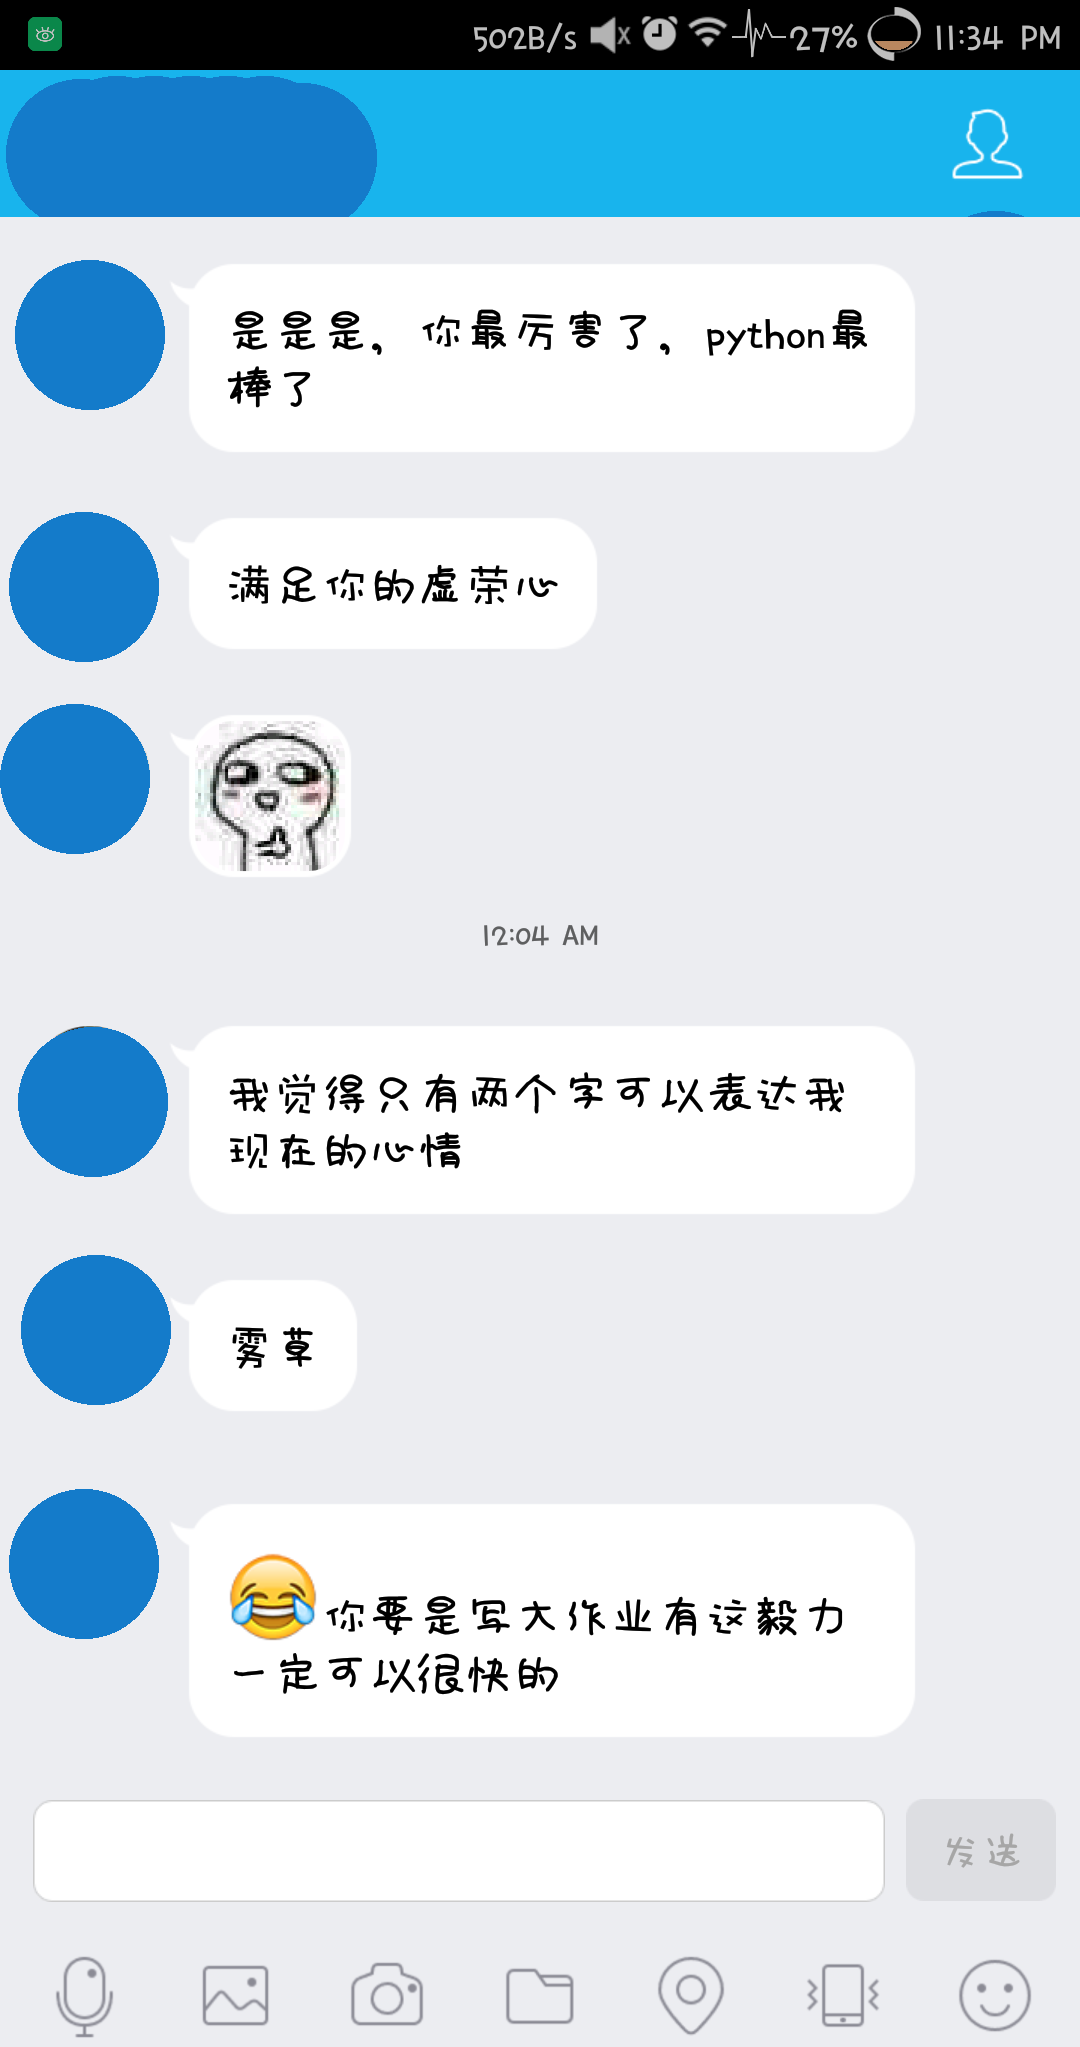 502B/s 27% 11:34 PM
是是是，你最厉害了，python最
棒了
满足你的虚荣心
12:04 AM
我觉得只有两个字可以表达我
现在的心情
雾草
😂你要是写大作业有这毅力
一定可以很快的
发送